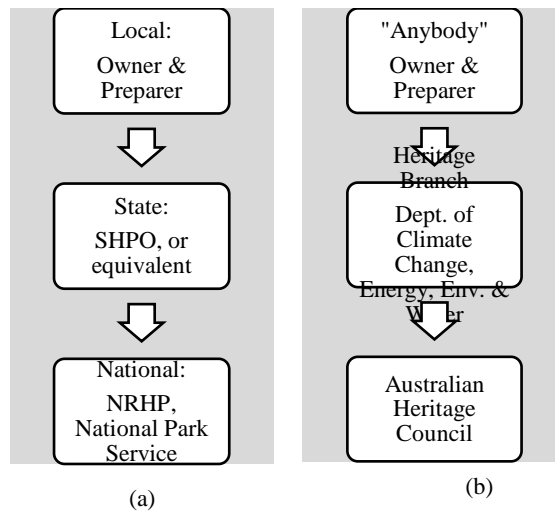 Local:
Owner &
Preparer
State:
SHPO, or
equivalent
National:
NRHP,
National Park
Service
(a)
"Anybody"
Owner &
Preparer
Heritage
Branch
Dept. of
Climate
Change,
Energy, Env. &
Water
Australian
Heritage
Council
(b)